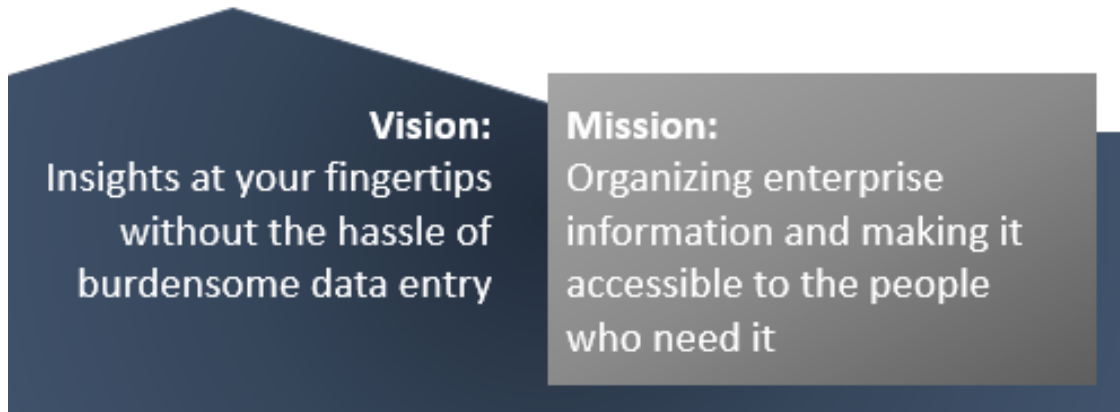 Vision:
Insights at your fingertips
without the hassle of
burdensome data entry
Mission:
Organizing enterprise
information and making it
accessible to the people
who need it